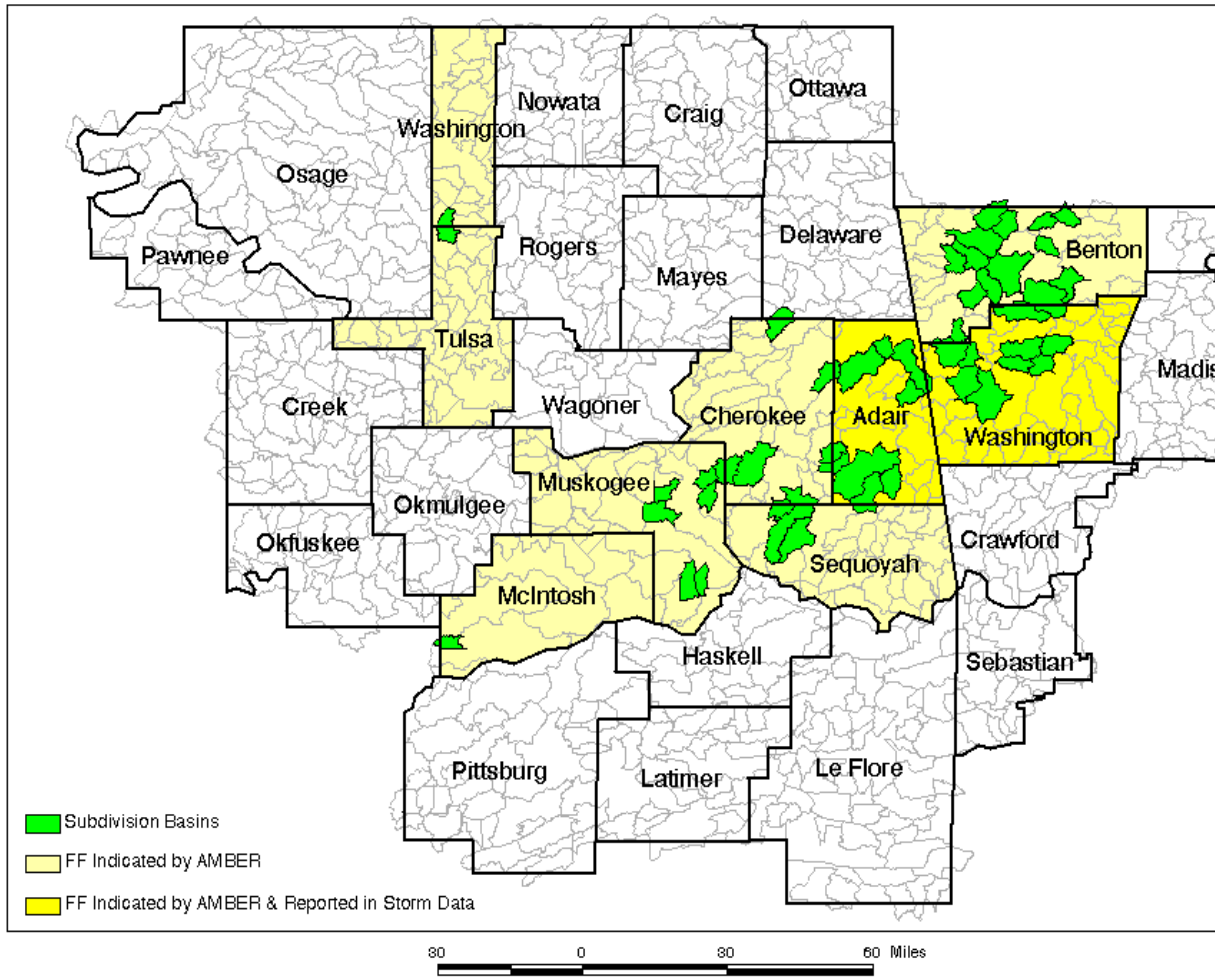 Ottawa
Nowata
Craig
Washington
Osage
Delaware
Rogers
Benton
Pawnee
Mayes
Tulsa
Madis
Wagoner
Creek
Cherokee
Adair
Washington
Muskogee
Okmulgee
Okfuskee
Crawford
Sequoyah
McIntosh
Haskell
Sebastian
Pittsburg
Latimer
Le Flore
Subdivision Basins
FF Indicated by AMBER
FF Indicated by AMBER & Reported in Storm Data
30 0 30 60 Miles